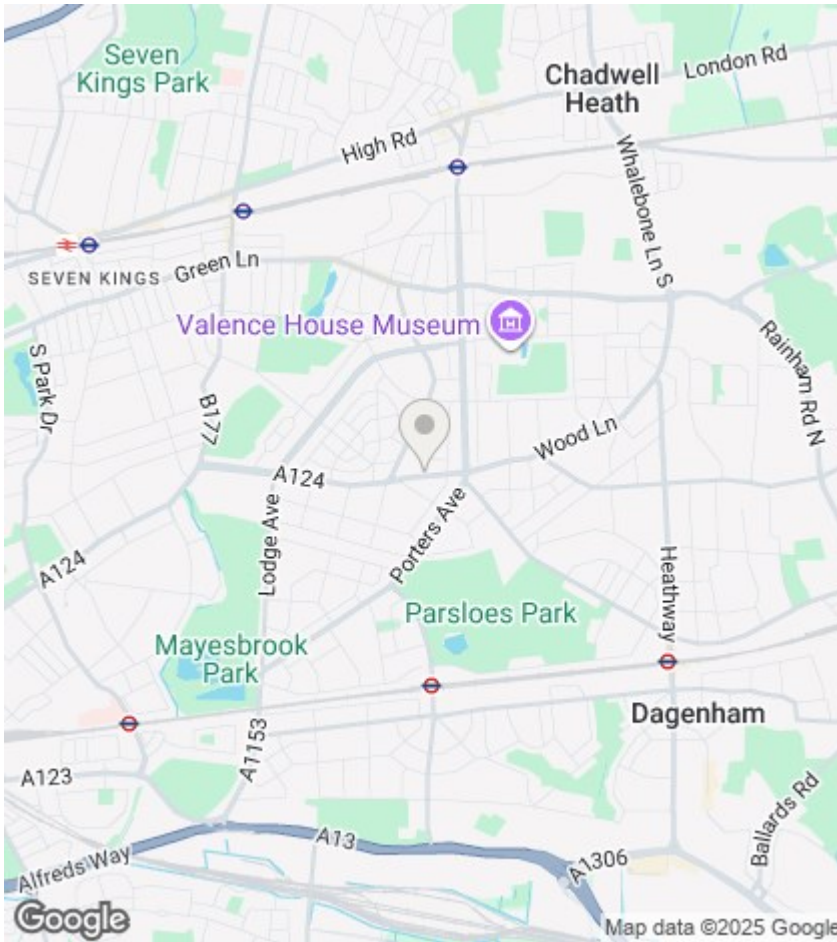 Seven
Kings Park
Chadwell
Heath
London Rd
High Rd
Whalebone Ln S
SEVEN KINGS
Green Ln
Valence House Museum
S Park Dr
B177
Rainham Rd N
Wood Ln
A124
Lodge Ave
Porters Ave
A124
Heathway
Parsloes Park
Mayesbrook
Park
Dagenham
A1153
A123
Ballards Rd
A13
Alfreds Way
A1306
Google
Map data ©2025 Google